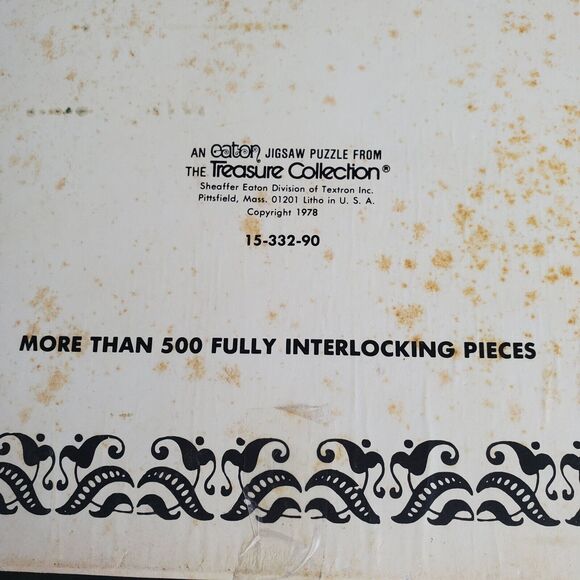 AN eaton JIGSAW PUZZLE FROM
THE Treasure Collection®
Sheaffer Eaton Division of Textron Inc.
Pittsfield, Mass. 01201 Litho in U. S. A.
Copyright 1978
15-332-90
MORE THAN 500 FULLY INTERLOCKING PIECES